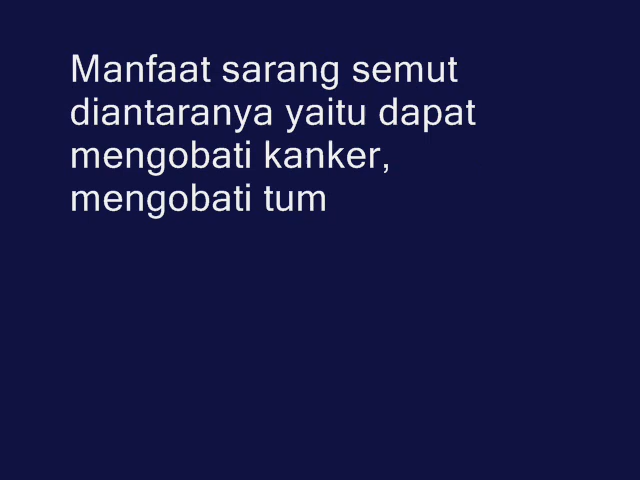 Manfaat sarang semut
diantaranya yaitu dapat
mengobati kanker,
mengobati tum